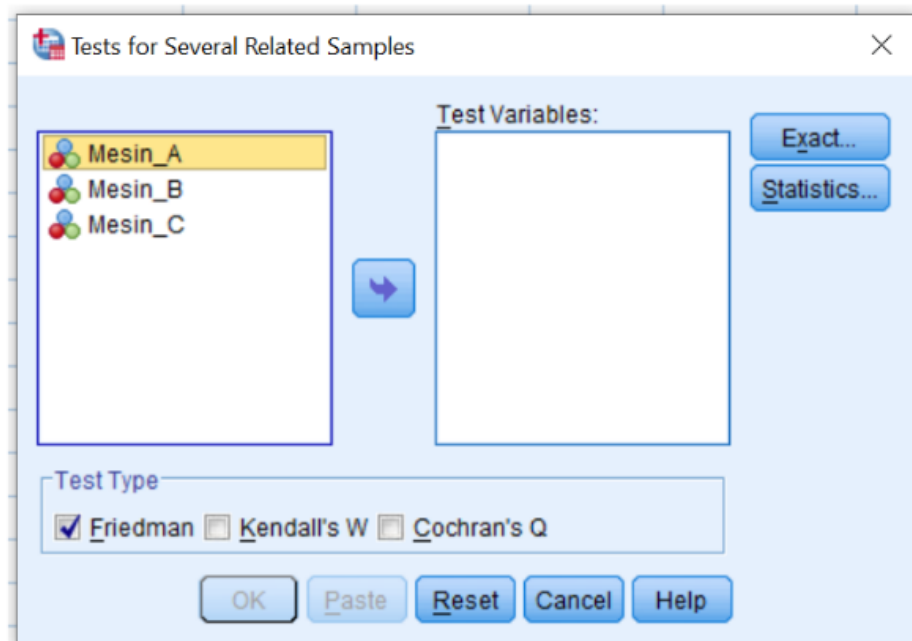 Tests for Several Related Samples
Test Variables:
Mesin_A
Mesin_B
Mesin_C
Exact...
Statistics...
Test Type
Friedman Kendall's W Cochran's Q
OK Paste Reset Cancel Help